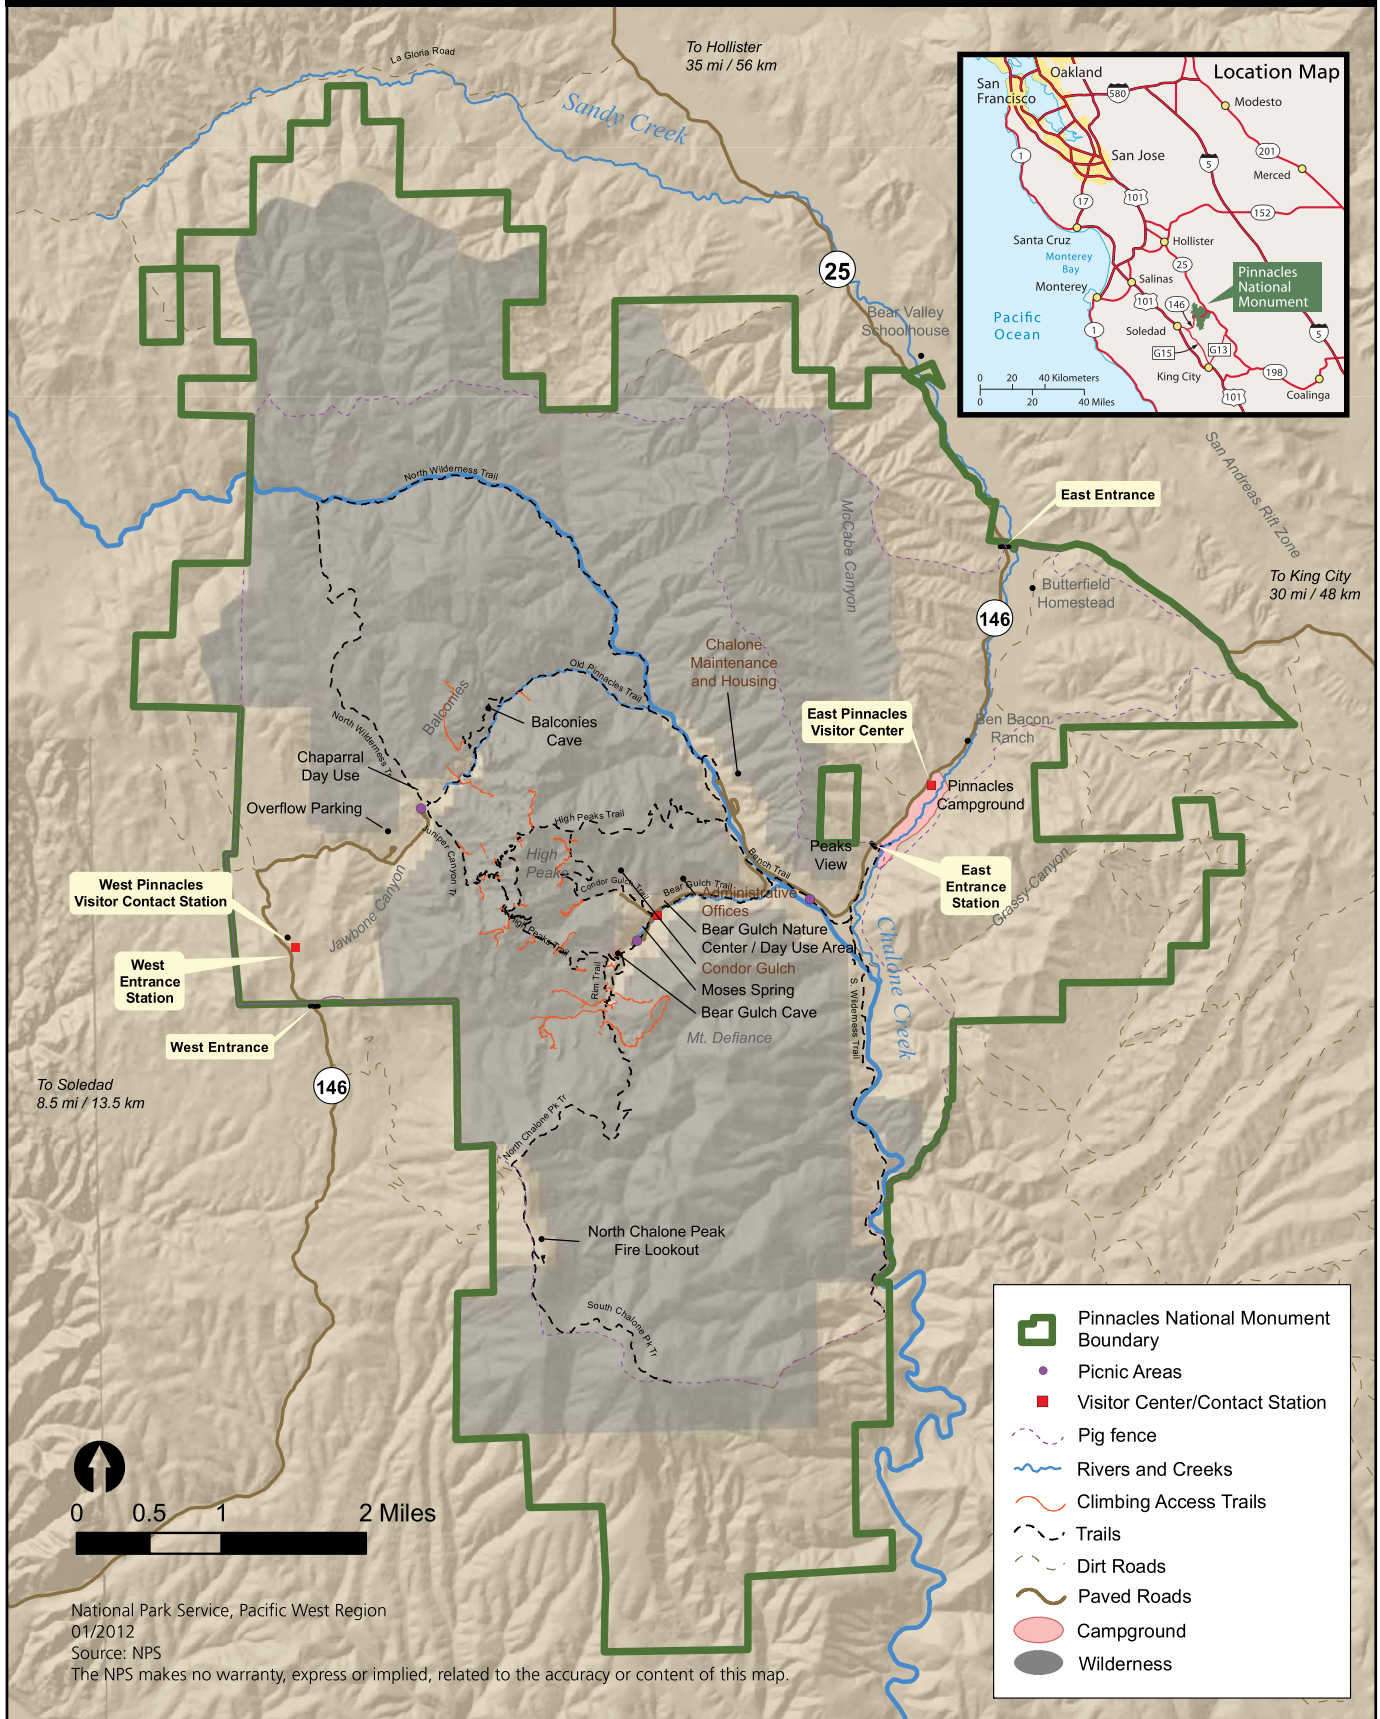 La Gloria Road
To Hollister
35 mi / 56 km
Sandy Creek
25
Bear Valley
Schoolhouse
Location Map
San
Francisco
Oakland
580
Modesto
1
San Jose
5
201
Merced
17
101
152
Santa Cruz
Monterey
Bay
Hollister
25
Salinas
Monterey
101
146
Pinnacles
National
Monument
Pacific
Ocean
1
Soledad
G15
G13
5
King City
198
Coalinga
101
0 20 40 Kilometers
0 20 40 Miles
San Andreas Rift Zone
North Wilderness Trail
East Entrance
McCabe Canyon
To King City
30 mi / 48 km
Butterfield
Homestead
146
Chalone
Maintenance
and Housing
Old Pinnacles Trail
Balconies
Balconies
Cave
North Wilderness Tr
East Pinnacles
Visitor Center
Ben Bacon
Ranch
Chaparral
Day Use
Overflow Parking
Pinnacles
Campground
High Peaks Trail
Juniper Canyon Tr
High
Peaks
Peaks
View
Bench Trail
Condor Gulch Trail
Bear Gulch Trail
East
Entrance
Station
Grassy Canyon
West Pinnacles
Visitor Contact Station
Jawbone Canyon
High Peaks Trail
Administrative
Offices
Bear Gulch Nature
Center / Day Use Area
Condor Gulch
Moses Spring
Bear Gulch Cave
Rim Trail
Chalone Creek
S. Wilderness Trail
West
Entrance
Station
West Entrance
Mt. Defiance
To Soledad
8.5 mi / 13.5 km
146
North Chalone Pk Tr
North Chalone Peak
Fire Lookout
South Chalone Pk Tr
Pinnacles National Monument
Boundary
Picnic Areas
Visitor Center/Contact Station
Pig fence
Rivers and Creeks
Climbing Access Trails
Trails
Dirt Roads
Paved Roads
Campground
Wilderness
0 0.5 1 2 Miles
National Park Service, Pacific West Region
01/2012
Source: NPS
The NPS makes no warranty, express or implied, related to the accuracy or content of this map.